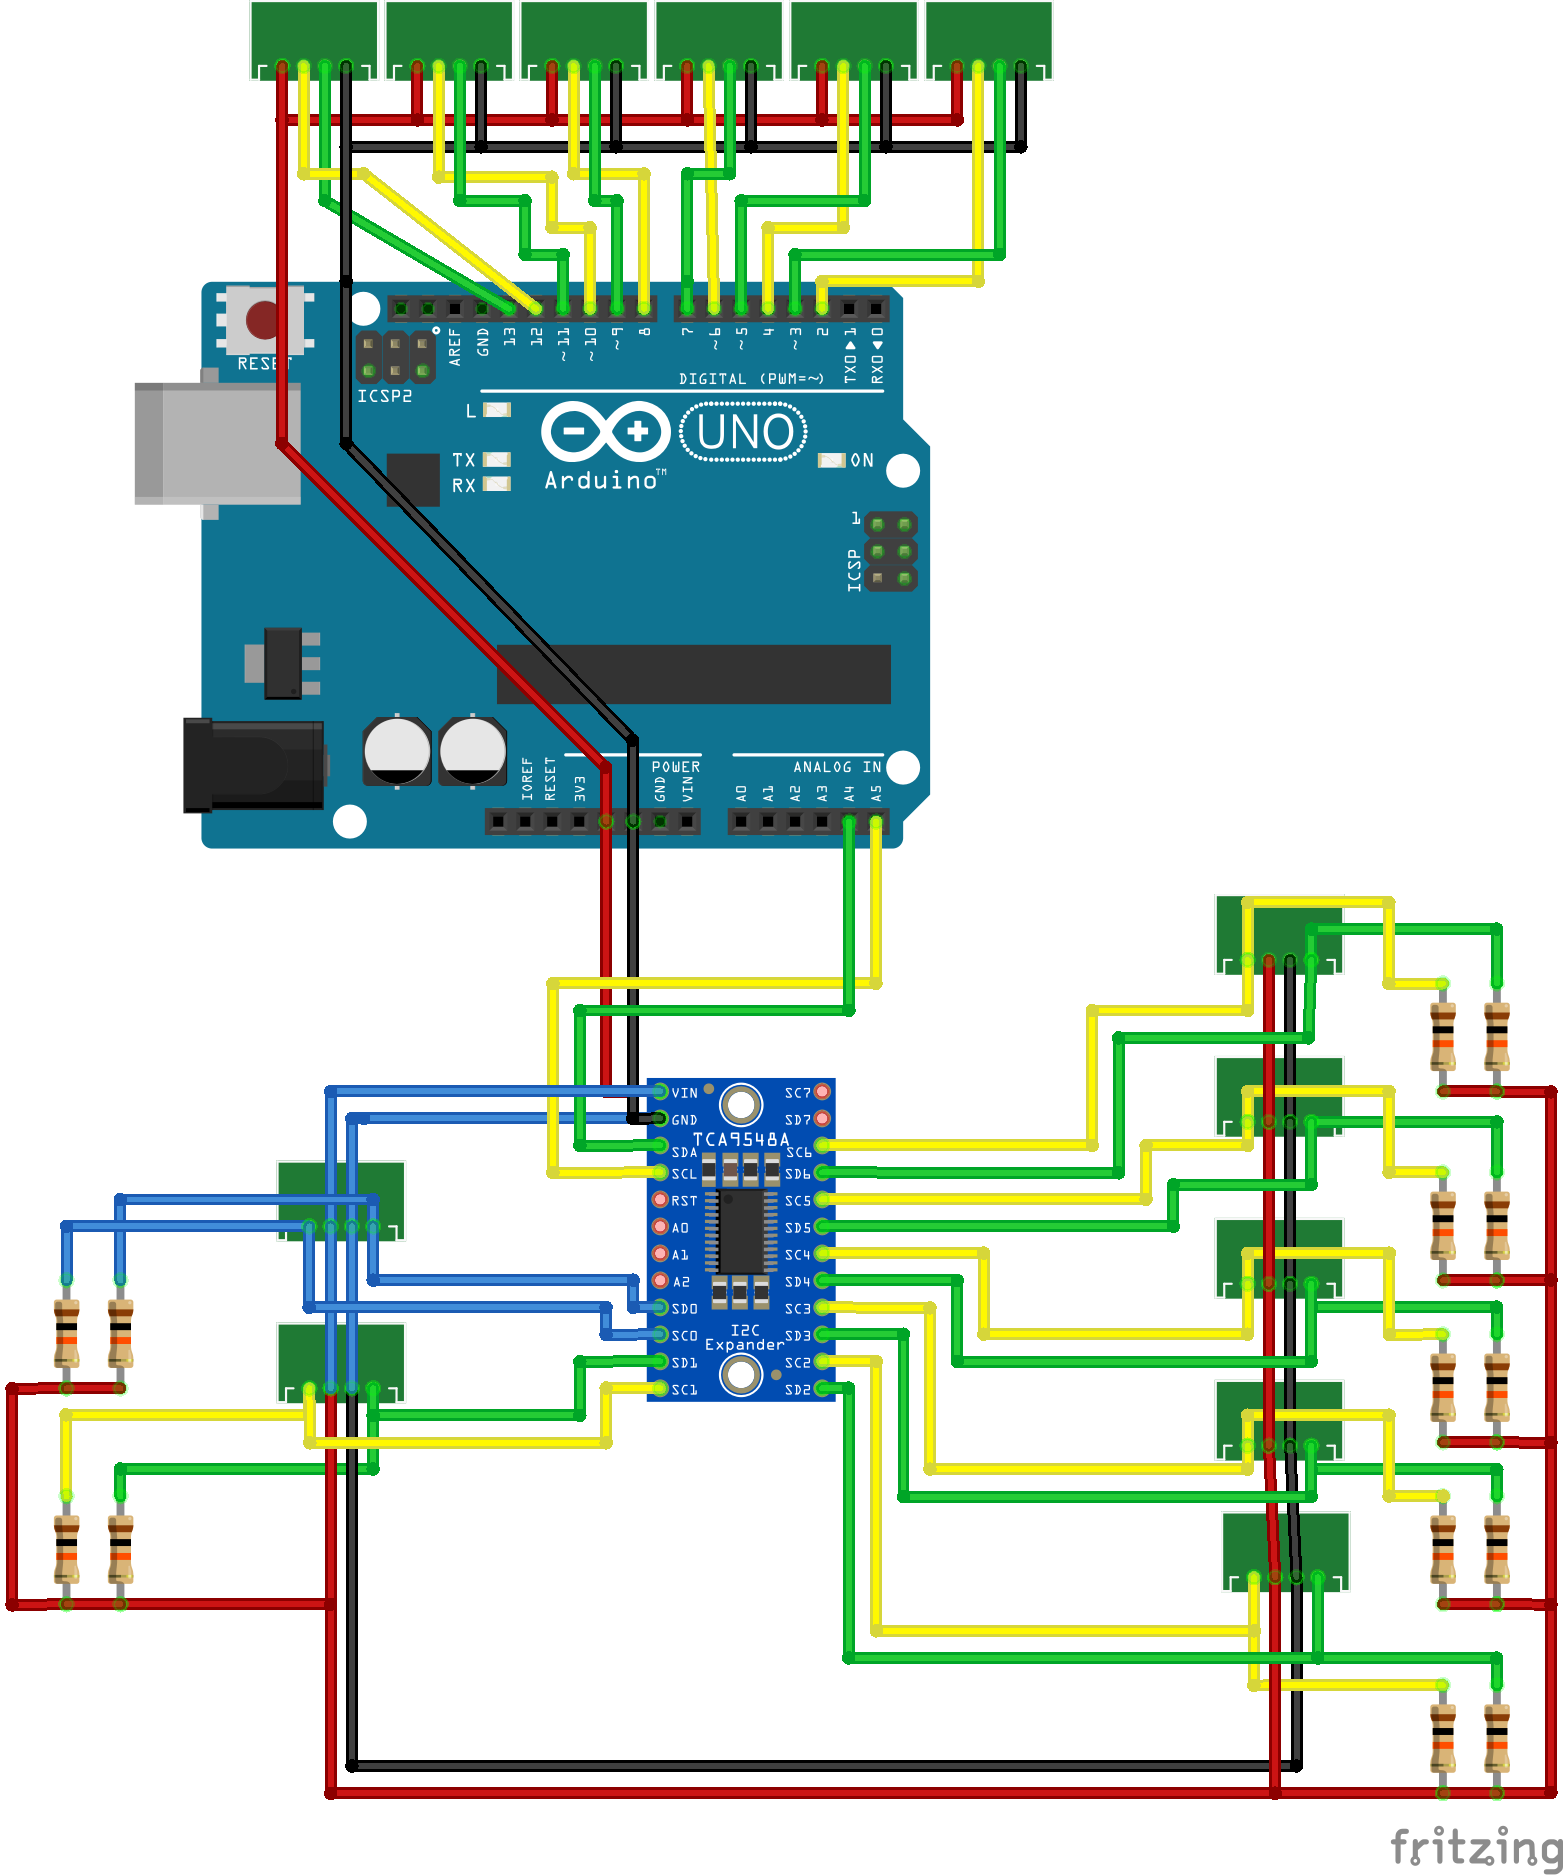 RESET
ICSP2
AREF
GND
13
12
~11
~10
~9
8
7
~6
~5
4
~3
2
TX0▶1
RX0◀0
DIGITAL (PWM=~)
L
TX
RX
Arduino™
UNO
ON
1
ICSP
IOREF
RESET
3V3
POWER
GND
VIN
ANALOG IN
A0
A1
A2
A3
A4
A5
VIN
GND
SDA
SCL
RST
A0
A1
A2
SD0
SC0
SD1
SC1
TCA9548A
I2C
Expander
SC7
SD7
SC6
SD6
SC5
SD5
SC4
SD4
SC3
SD3
SC2
SD2
fritzing